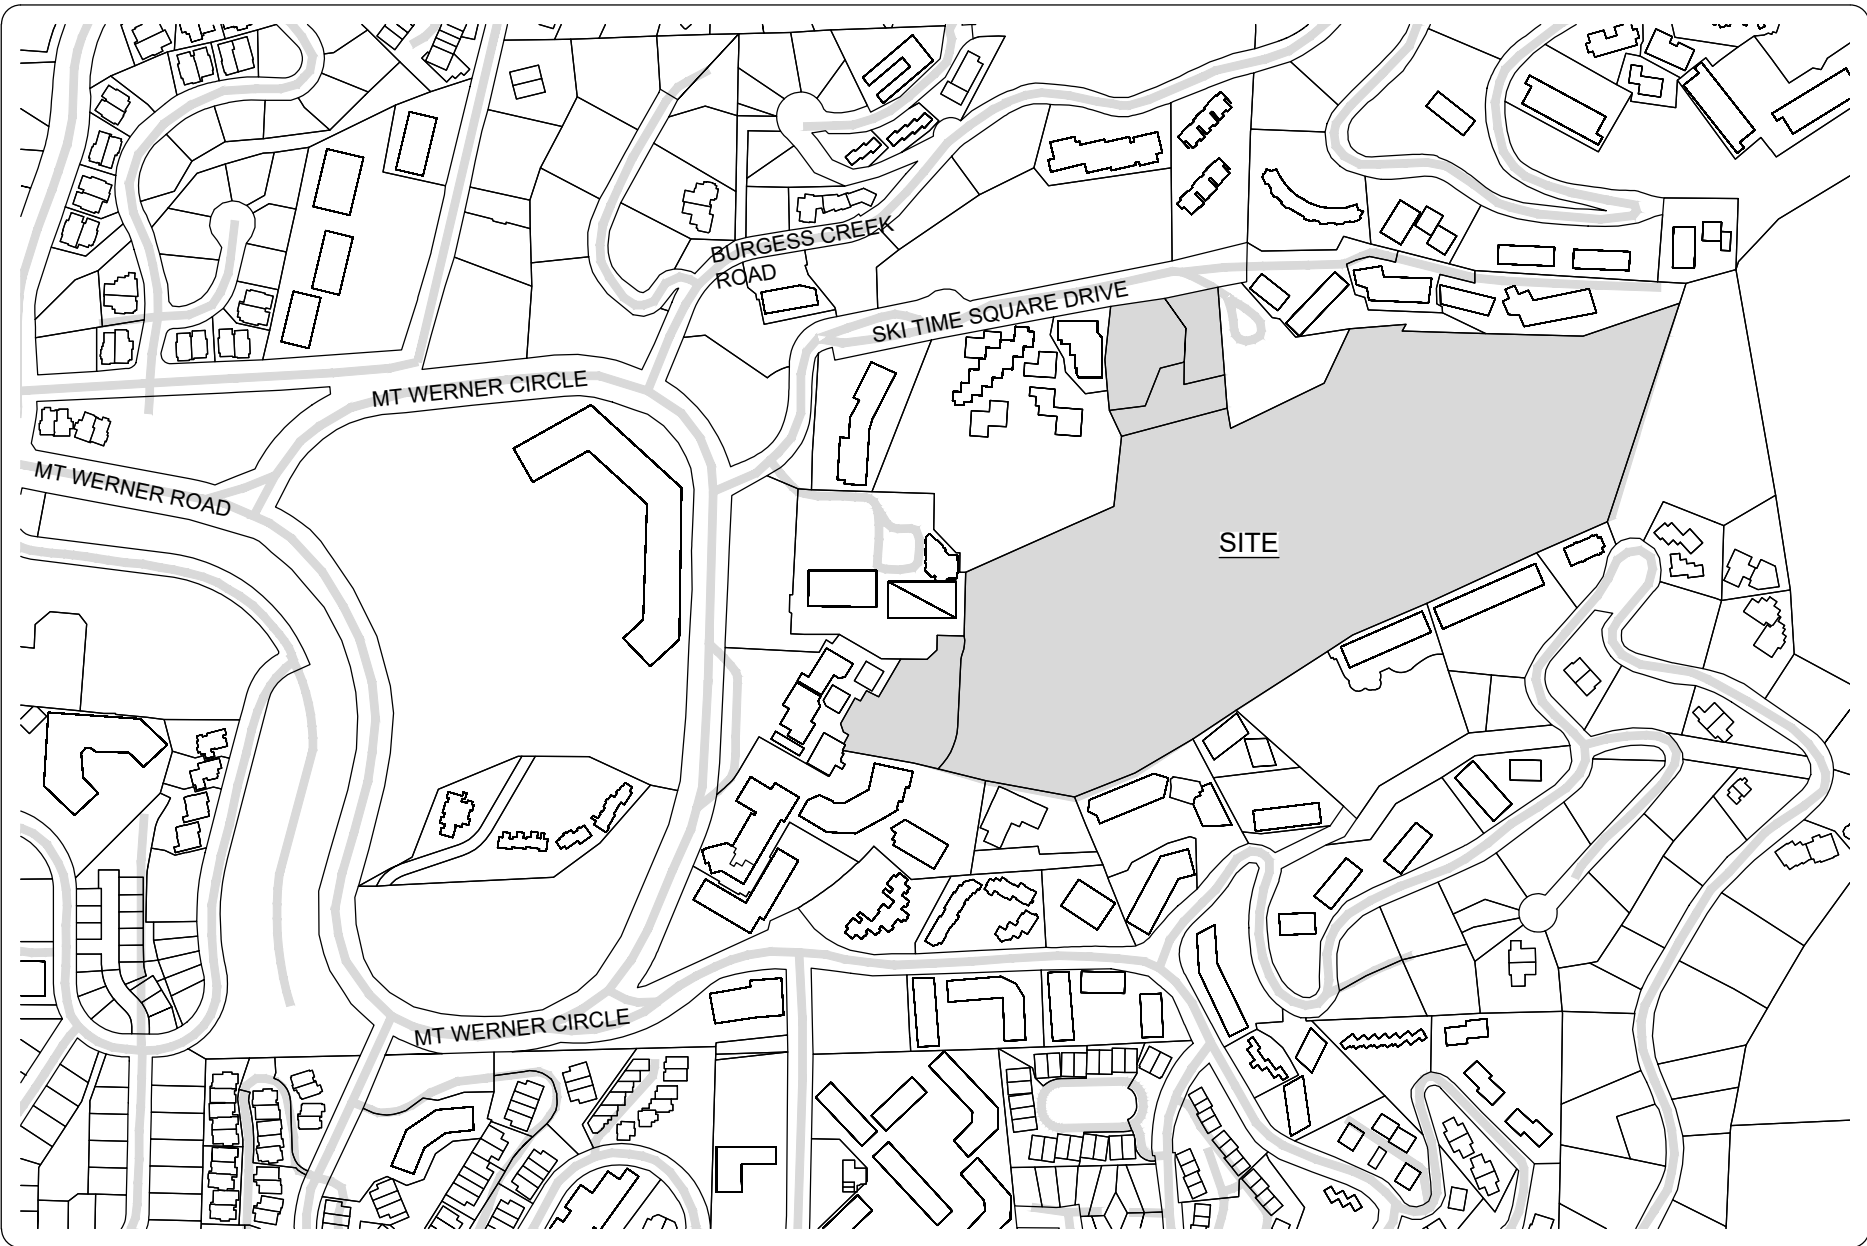 BURGESS CREEK
ROAD
SKI TIME SQUARE DRIVE
MT WERNER CIRCLE
MT WERNER ROAD
SITE
MT WERNER CIRCLE